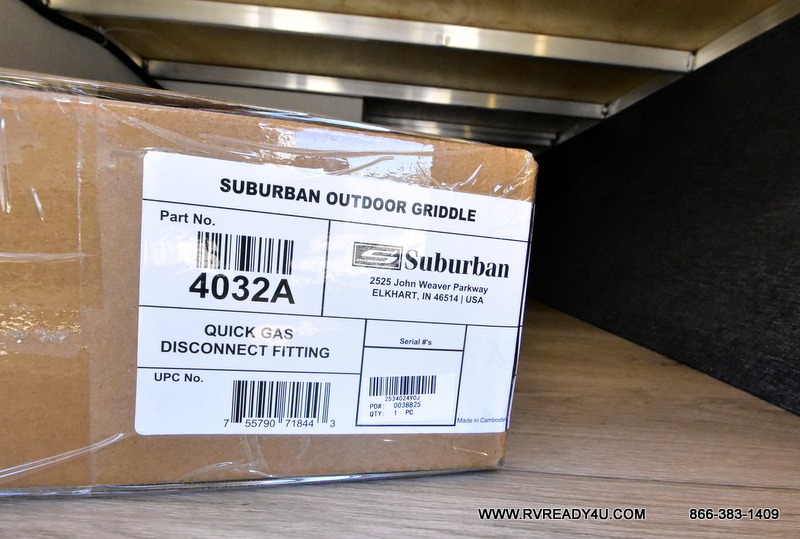 SUBURBAN OUTDOOR GRIDDLE
Part No.
4032A
Suburban
2525 John Weaver Parkway
ELKHART, IN 46514 | USA
QUICK GAS
DISCONNECT FITTING
UPC No.
7 55790 71844 3
Serial #'s
253402490J
PO#: 0038825
QTY: 1 PC
Made in Cambodia
WWW.RVREADY4U.COM 866-383-1409